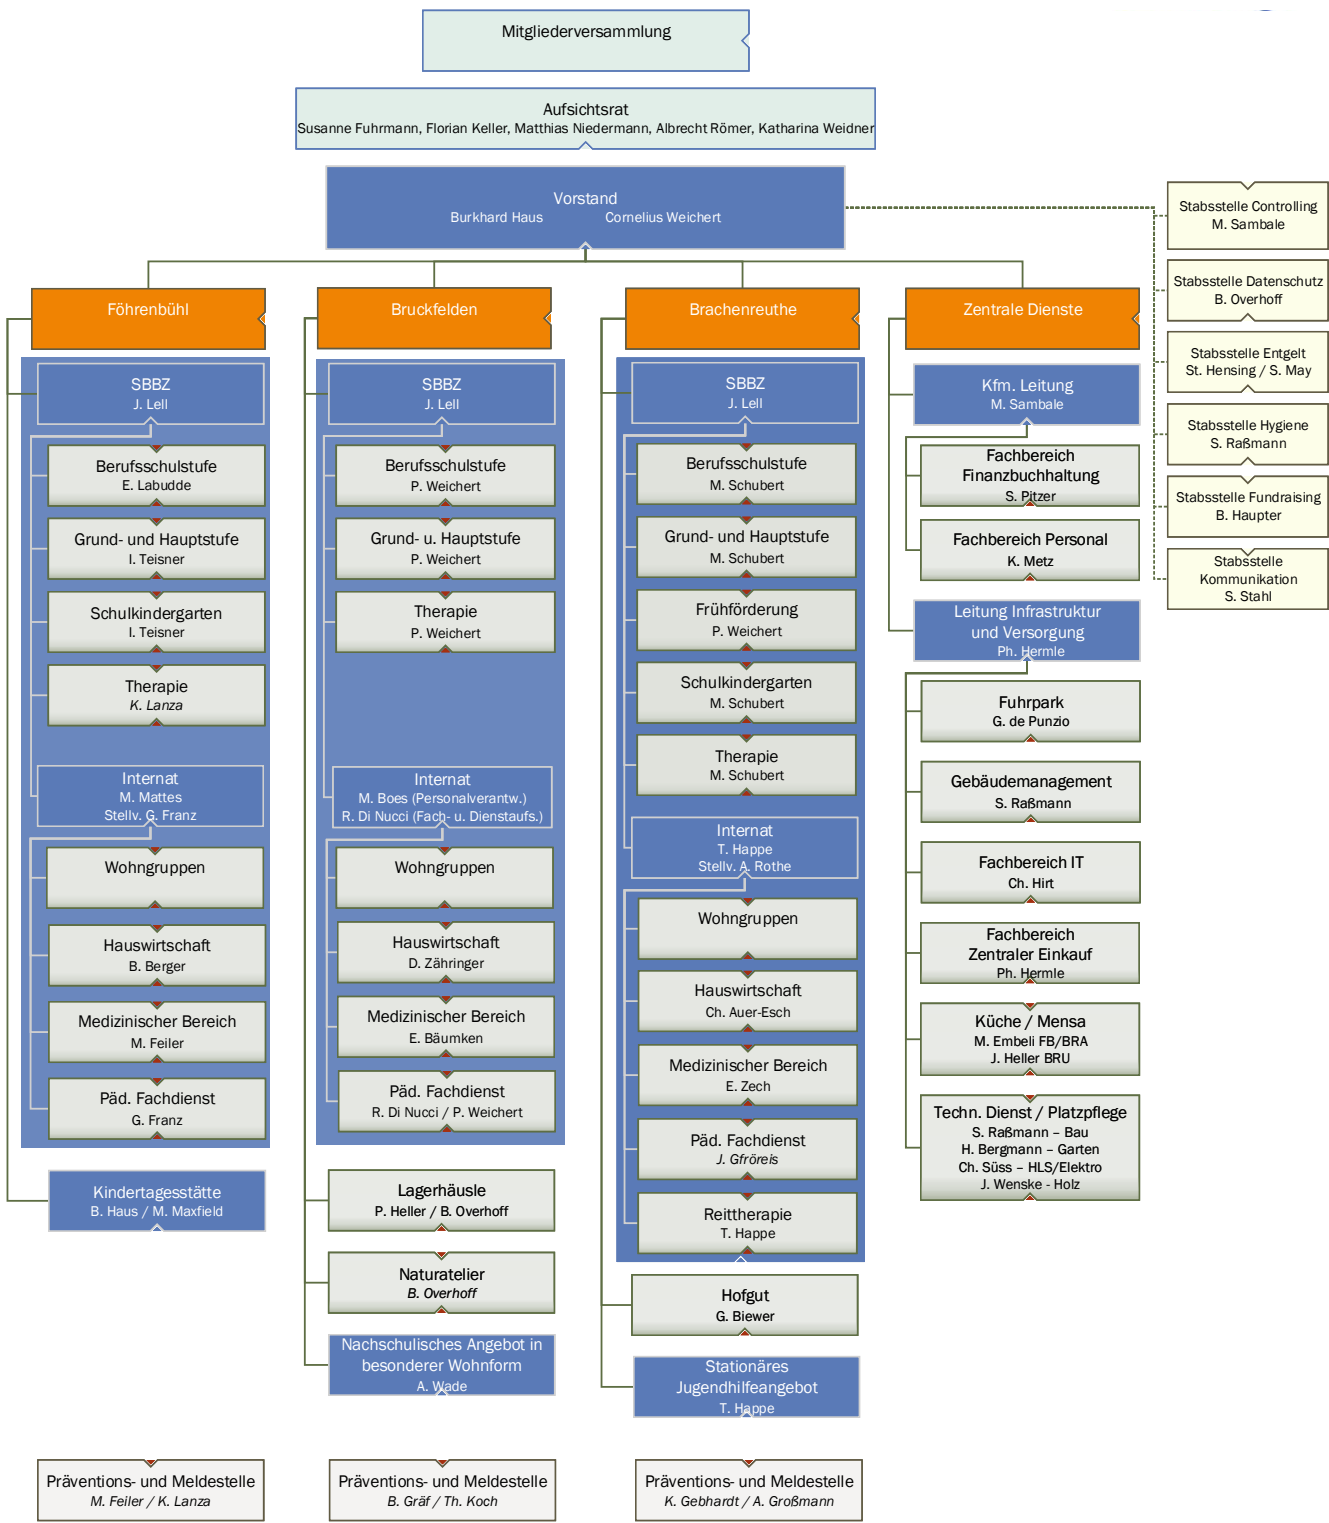 Mitgliederversammlung
Aufsichtsrat
Susanne Fuhrmann, Florian Keller, Matthias Niedermann, Albrecht Römer, Katharina Weidner
Vorstand
Burkhard Haus Cornelius Weichert
Stabsstelle Controlling
M. Sambale
Stabsstelle Datenschutz
B. Overhoff
Stabsstelle Entgelt
St. Hensing / S. May
Stabsstelle Hygiene
S. Raßmann
Stabsstelle Fundraising
B. Haupter
Stabsstelle
Kommunikation
S. Stahl
Föhrenbühl
SBBZ
J. Lell
Berufsschulstufe
E. Labudde
Grund- und Hauptstufe
I. Teisner
Schulkindergarten
I. Teisner
Therapie
K. Lanza
Internat
M. Mattes
Stellv. G. Franz
Wohngruppen
Hauswirtschaft
B. Berger
Medizinischer Bereich
M. Feiler
Päd. Fachdienst
G. Franz
Kindertagesstätte
B. Haus / M. Maxfield
Präventions- und Meldestelle
M. Feiler / K. Lanza
Bruckfelden
SBBZ
J. Lell
Berufsschulstufe
P. Weichert
Grund- u. Hauptstufe
P. Weichert
Therapie
P. Weichert
Internat
M. Boes (Personalverantw.)
R. Di Nucci (Fach- u. Dienstaufs.)
Wohngruppen
Hauswirtschaft
D. Zähringer
Medizinischer Bereich
E. Bäumken
Päd. Fachdienst
R. Di Nucci / P. Weichert
Lagerhäusle
P. Heller / B. Overhoff
Naturatelier
B. Overhoff
Nachschulisches Angebot in
besonderer Wohnform
A. Wade
Präventions- und Meldestelle
B. Gräf / Th. Koch
Brachenreuthe
SBBZ
J. Lell
Berufsschulstufe
M. Schubert
Grund- und Hauptstufe
M. Schubert
Frühförderung
P. Weichert
Schulkindergarten
M. Schubert
Therapie
M. Schubert
Internat
T. Happe
Stellv. A. Rothe
Wohngruppen
Hauswirtschaft
Ch. Auer-Esch
Medizinischer Bereich
E. Zech
Päd. Fachdienst
J. Gfröreis
Reittherapie
T. Happe
Hofgut
G. Biewer
Stationäres
Jugendhilfeangebot
T. Happe
Präventions- und Meldestelle
K. Gebhardt / A. Großmann
Zentrale Dienste
Kfm. Leitung
M. Sambale
Fachbereich
Finanzbuchhaltung
S. Pitzer
Fachbereich Personal
K. Metz
Leitung Infrastruktur
und Versorgung
Ph. Hermle
Fuhrpark
G. de Punzio
Gebäudemanagement
S. Raßmann
Fachbereich IT
Ch. Hirt
Fachbereich
Zentraler Einkauf
Ph. Hermle
Küche / Mensa
M. Embeli FB/BRA
J. Heller BRU
Techn. Dienst / Platzpflege
S. Raßmann – Bau
H. Bergmann – Garten
Ch. Süss – HLS/Elektro
J. Wenske - Holz